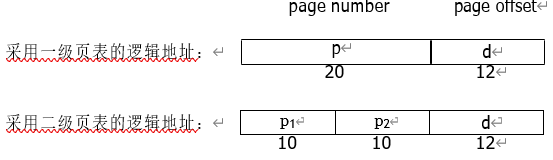 page number page offset
采用一级页表的逻辑地址： p d
20 12
采用二级页表的逻辑地址： p₁ p₂ d
10 10 12